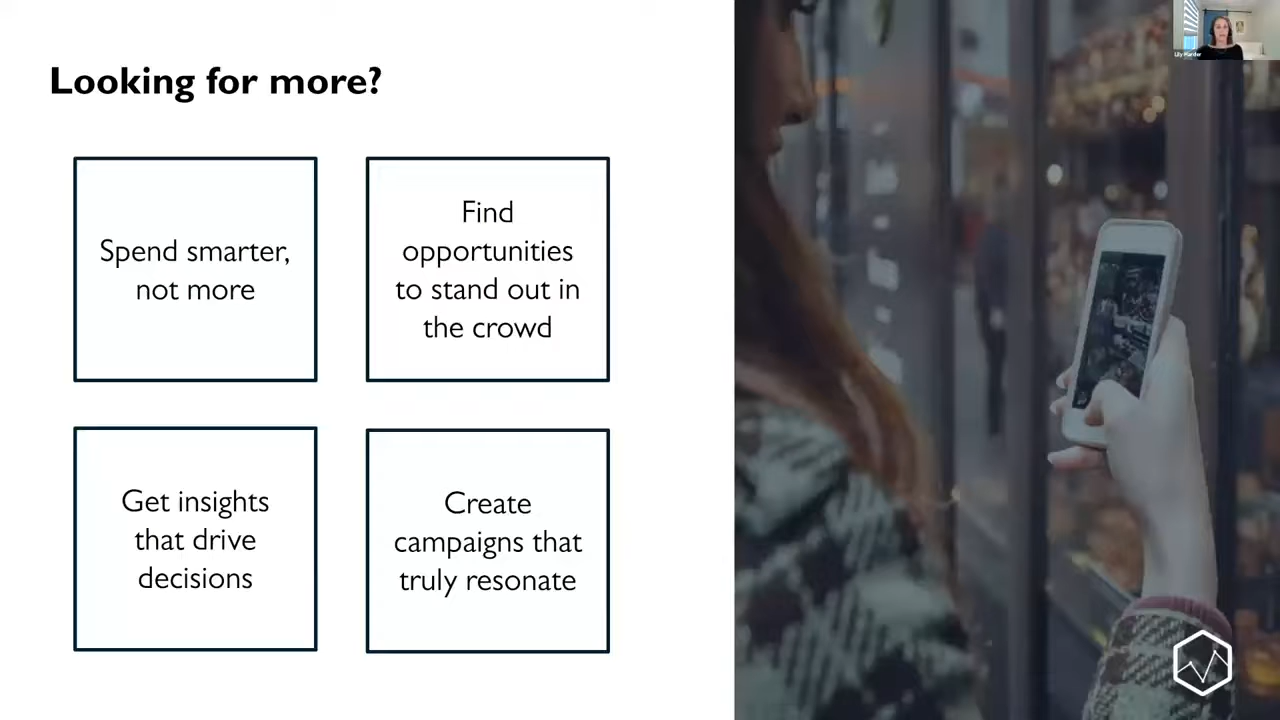 Looking for more?
Spend smarter,
not more
Find
opportunities
to stand out in
the crowd
Get insights
that drive
decisions
Create
campaigns that
truly resonate